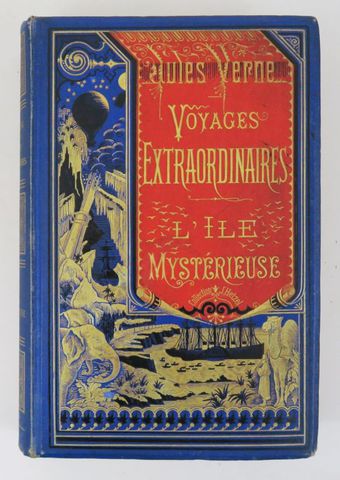 Jules Verne
VOYAGES
EXTRAORDINAIRES
L'ILE
MYSTÉRIEUSE
Collection J. Hetzel